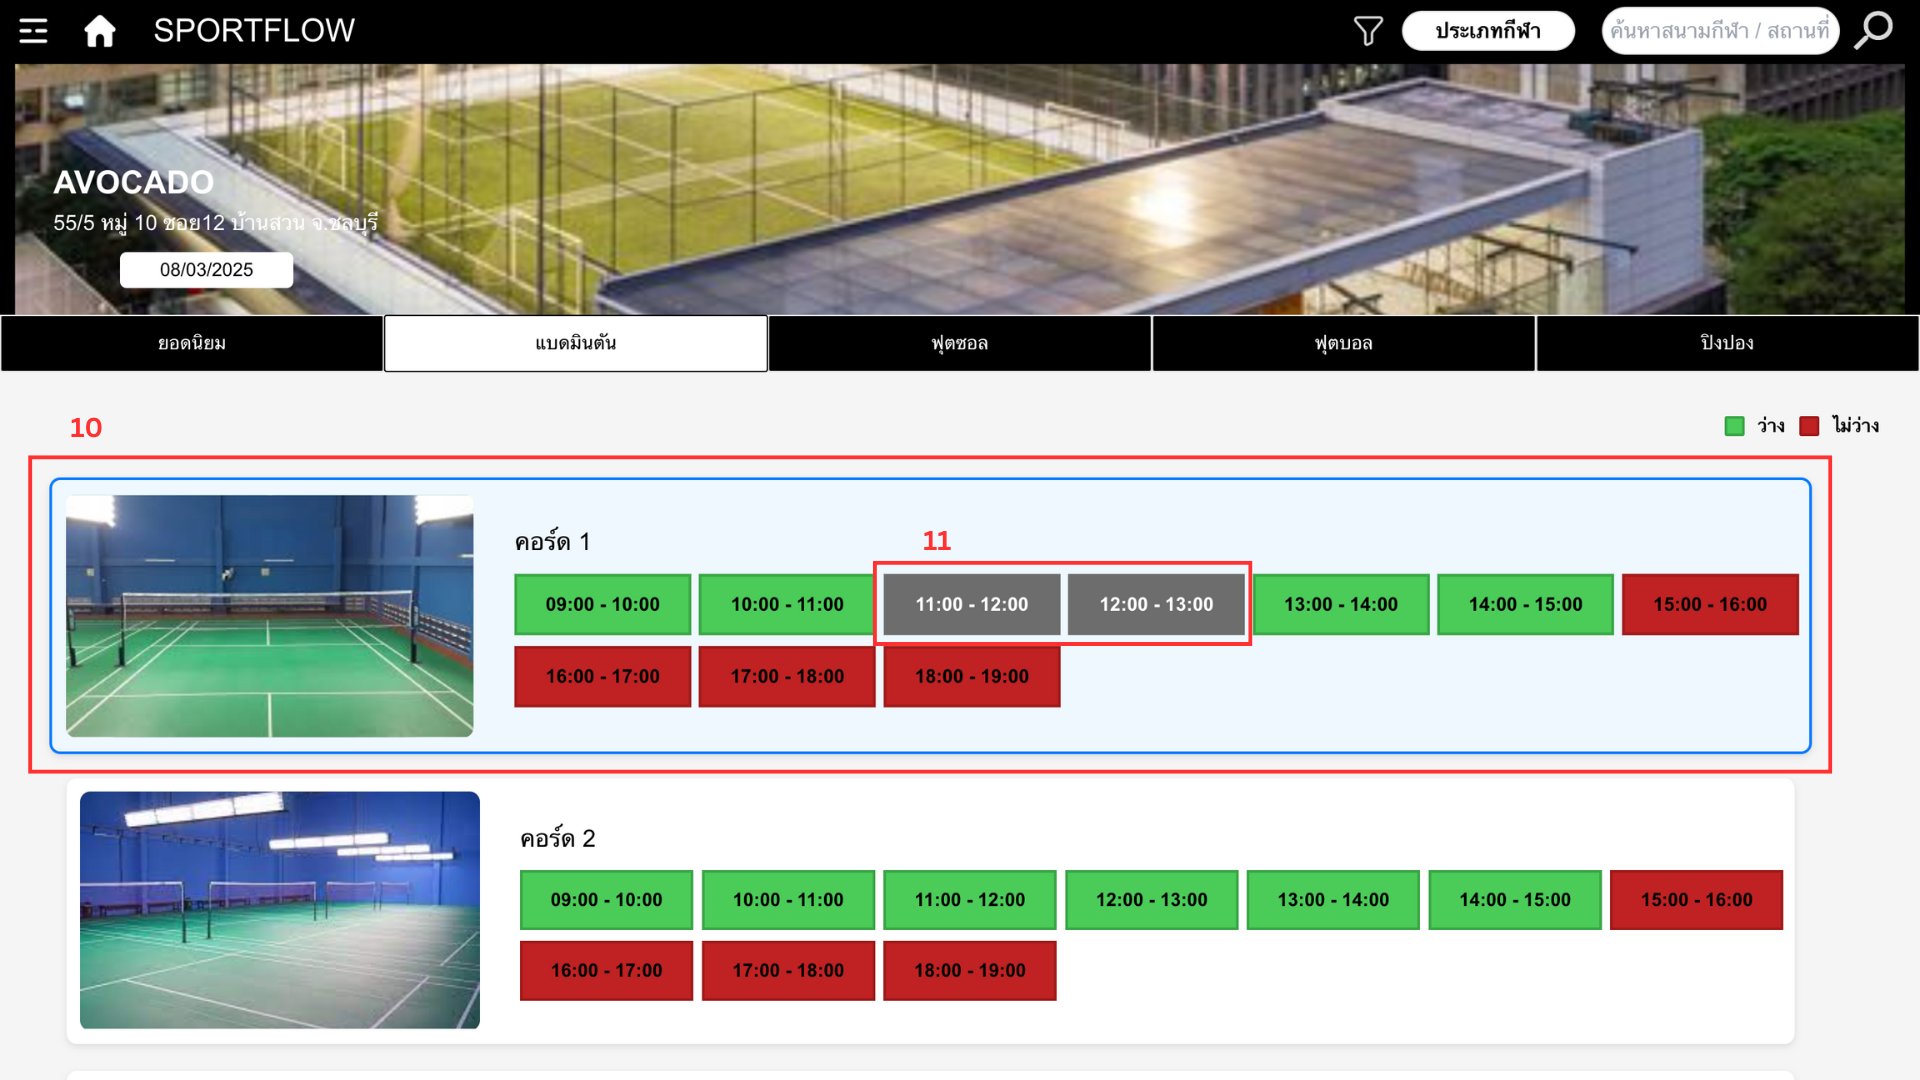 SPORTFLOW
ประเภทกีฬา
ค้นหาสนามกีฬา / สถานที่
AVOCADO
55/5 หมู่ 10 ซอย12 บ้านสวน จ.ชลบุรี
08/03/2025
ยอดนิยม
แบดมินตัน
ฟุตซอล
ฟุตบอล
ปิงปอง
10
ว่าง
ไม่ว่าง
คอร์ด 1
11
09:00 - 10:00
10:00 - 11:00
11:00 - 12:00
12:00 - 13:00
13:00 - 14:00
14:00 - 15:00
15:00 - 16:00
16:00 - 17:00
17:00 - 18:00
18:00 - 19:00
คอร์ด 2
09:00 - 10:00
10:00 - 11:00
11:00 - 12:00
12:00 - 13:00
13:00 - 14:00
14:00 - 15:00
15:00 - 16:00
16:00 - 17:00
17:00 - 18:00
18:00 - 19:00